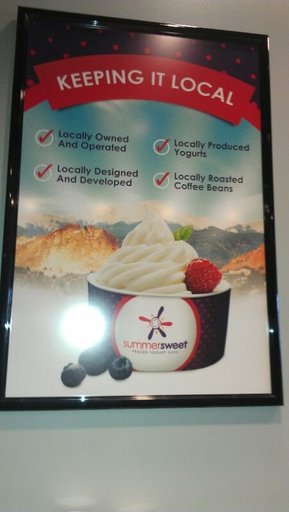 KEEPING IT LOCAL
Locally Owned
And Operated
Locally Produced
Yogurts
Locally Designed
And Developed
Locally Roasted
Coffee Beans
summersweet
FROZEN YOGURT CAFE